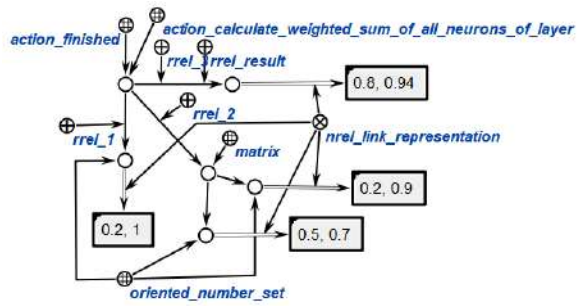 action_finished
action_calculate_weighted_sum_of_all_neurons_of_layer
rrel_3
rrel_result
0.8, 0.94
rrel_2
rrel_1
nrel_link_representation
matrix
0.2, 0.9
0.2, 1
0.5, 0.7
oriented_number_set